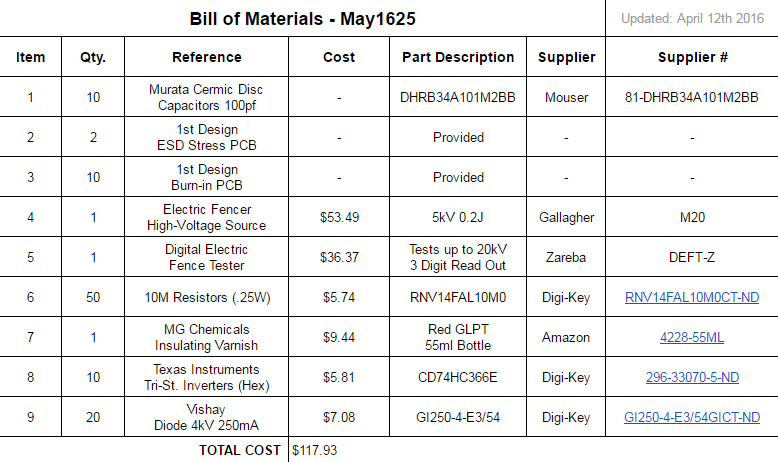 Bill of Materials - May1625 Updated: April 12th 2016
Item Qty. Reference Cost Part Description Supplier Supplier #
1 10 Murata Cermic Disc Capacitors 100pf - DHRB34A101M2BB Mouser 81-DHRB34A101M2BB
2 2 1st Design ESD Stress PCB - Provided - -
3 10 1st Design Burn-in PCB - Provided - -
4 1 Electric Fencer High-Voltage Source $53.49 5kV 0.2J Gallagher M20
5 1 Digital Electric Fence Tester $36.37 Tests up to 20kV 3 Digit Read Out Zareba DEFT-Z
6 50 10M Resistors (.25W) $5.74 RNV14FAL10M0 Digi-Key RNV14FAL10M0CT-ND
7 1 MG Chemicals Insulating Varnish $9.44 Red GLPT 55ml Bottle Amazon 4228-55ML
8 10 Texas Instruments Tri-St. Inverters (Hex) $5.81 CD74HC366E Digi-Key 296-33070-5-ND
9 20 Vishay Diode 4kV 250mA $7.08 GI250-4-E3/54 Digi-Key GI250-4-E3/54GICT-ND
TOTAL COST $117.93